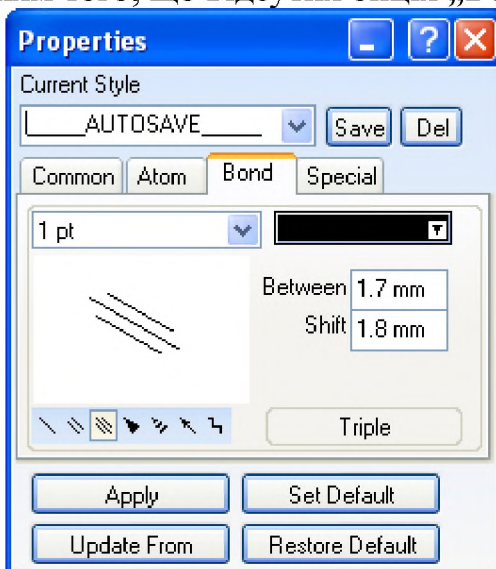 Properties
Current Style
____AUTOSAVE____
Save
Del
Common
Atom
Bond
Special
1 pt
Between 1.7 mm
Shift 1.8 mm
Triple
Apply
Set Default
Update From
Restore Default